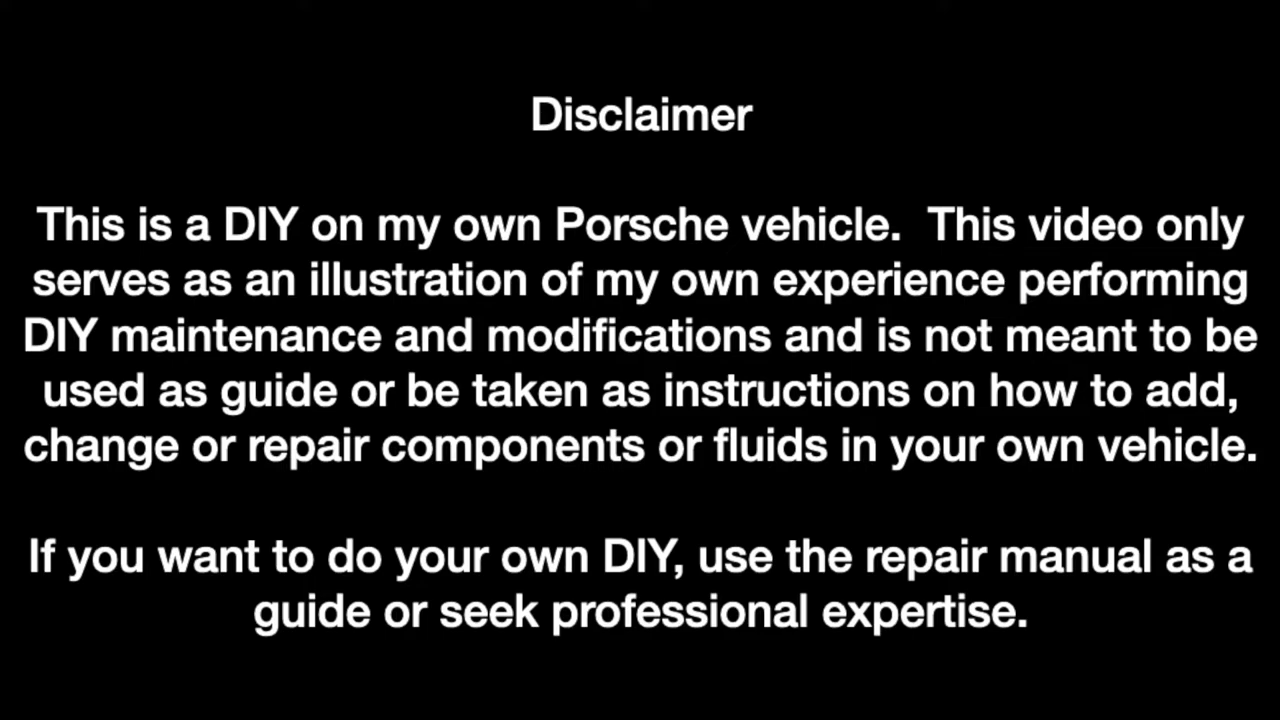 Disclaimer
This is a DIY on my own Porsche vehicle.  This video only
serves as an illustration of my own experience performing
DIY maintenance and modifications and is not meant to be
used as guide or be taken as instructions on how to add,
change or repair components or fluids in your own vehicle.
If you want to do your own DIY, use the repair manual as a
guide or seek professional expertise.